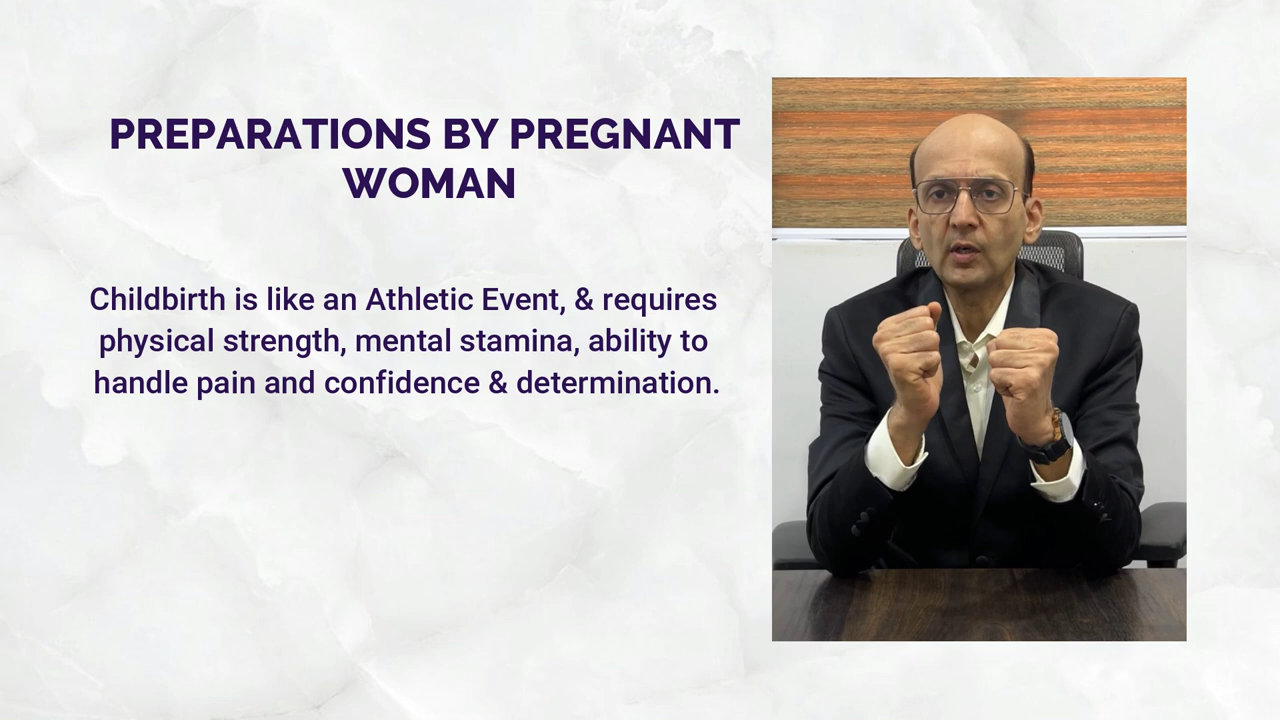 PREPARATIONS BY PREGNANT
WOMAN
Childbirth is like an Athletic Event, & requires
physical strength, mental stamina, ability to
handle pain and confidence & determination.